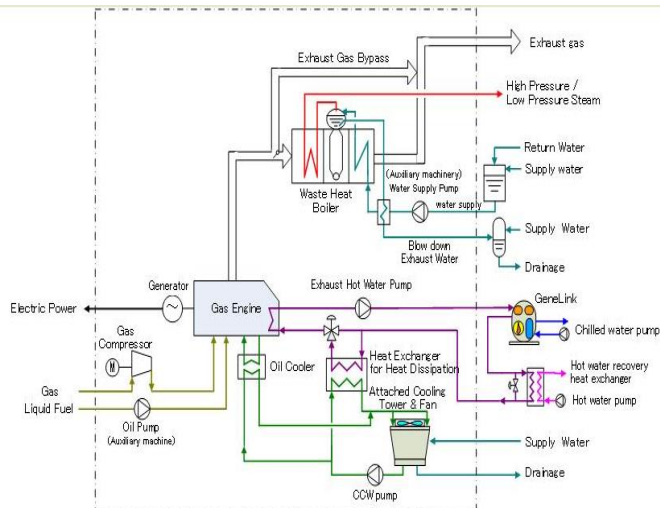 Exhaust gas
Exhaust Gas Bypass
High Pressure /
Low Pressure Steam
Return Water
Supply water
(Auxiliary machinery)
Water Supply Pump
water supply
Waste Heat
Boiler
Supply Water
Blow down
Exhaust Water
Drainage
Generator
Exhaust Hot Water Pump
GeneLink
Electric Power
Gas Engine
Chilled water pump
Gas
Compressor
M
Oil Cooler
Heat Exchanger
for Heat Dissipation
Hot water recovery
heat exchanger
Gas
Attached Cooling
Tower & Fan
Hot water pump
Liquid Fuel
Oil Pump
(Auxiliary machine)
Supply Water
Drainage
CCW pump